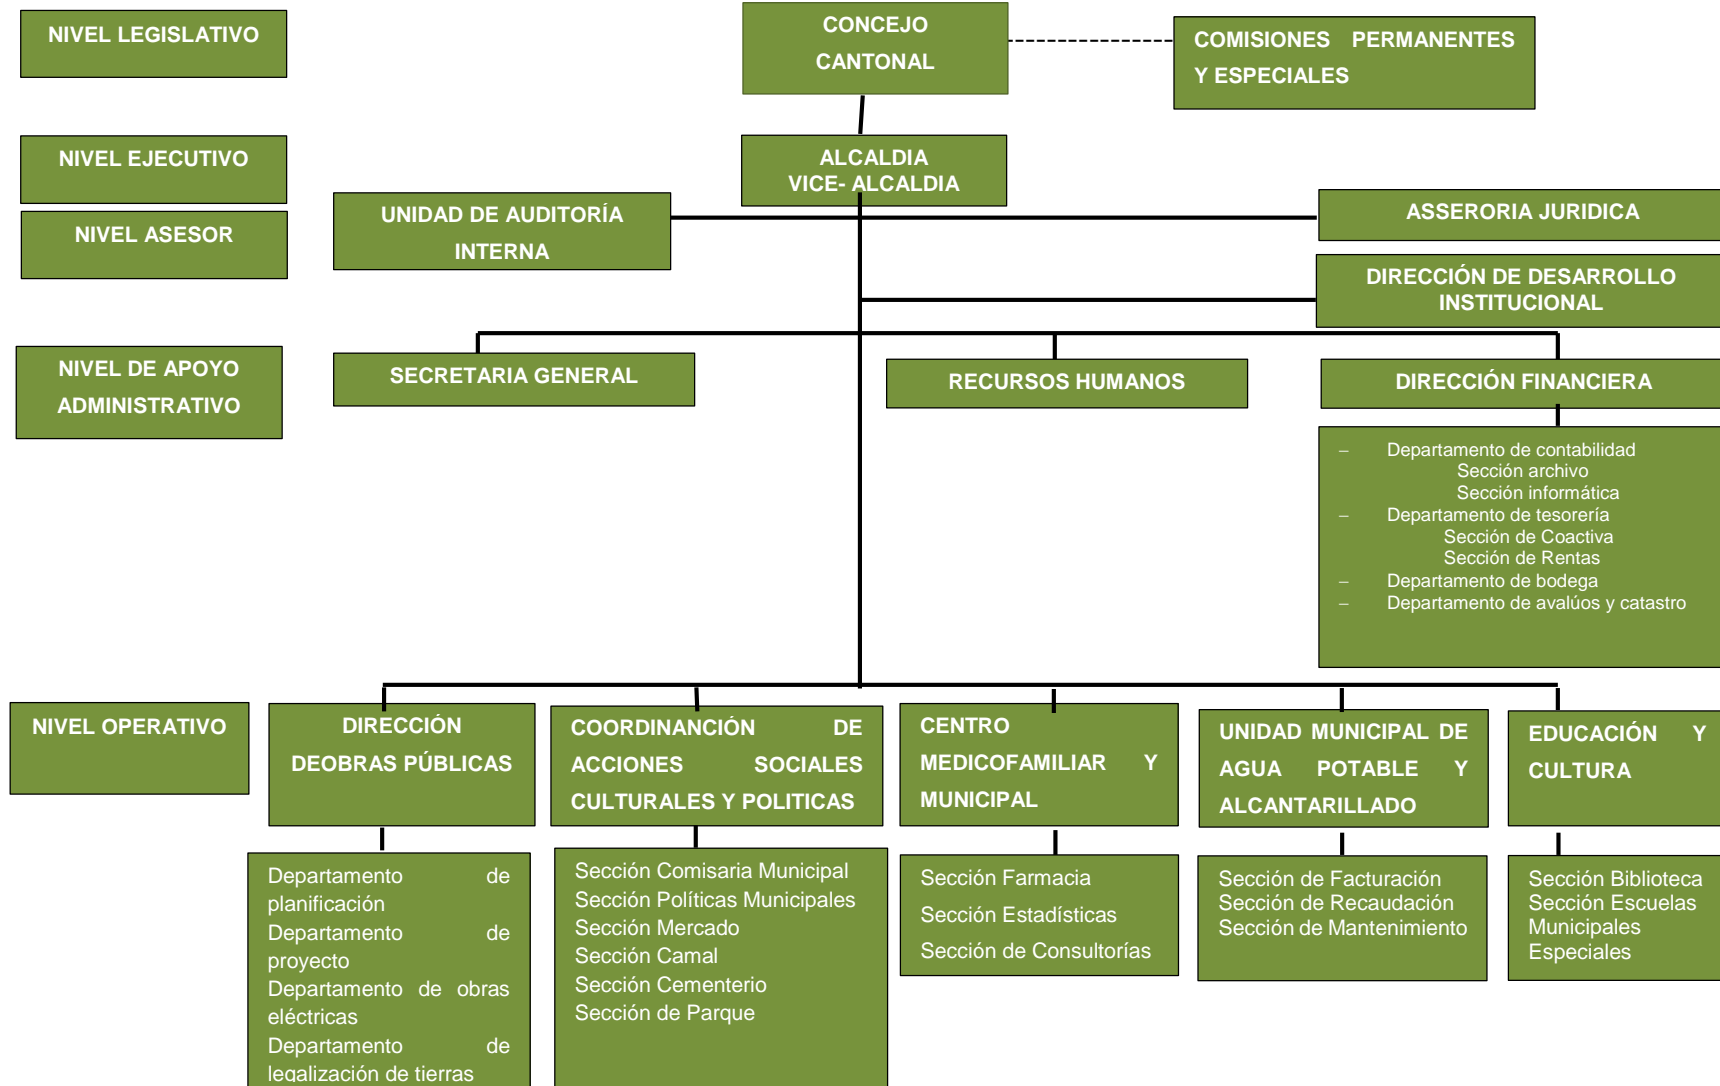 NIVEL LEGISLATIVO
CONCEJO
CANTONAL
COMISIONES PERMANENTES
Y ESPECIALES
NIVEL EJECUTIVO
ALCALDIA
VICE- ALCALDIA
NIVEL ASESOR
UNIDAD DE AUDITORÍA
INTERNA
ASSERORIA JURIDICA
DIRECCIÓN DE DESARROLLO
INSTITUCIONAL
NIVEL DE APOYO
ADMINISTRATIVO
SECRETARIA GENERAL
RECURSOS HUMANOS
DIRECCIÓN FINANCIERA
– Departamento de contabilidad
Sección archivo
Sección informática
– Departamento de tesorería
Sección de Coactiva
Sección de Rentas
– Departamento de bodega
– Departamento de avalúos y catastro
NIVEL OPERATIVO
DIRECCIÓN
DEOBRAS PÚBLICAS
COORDINANCIÓN DE
ACCIONES SOCIALES
CULTURALES Y POLITICAS
CENTRO
MEDICOFAMILIAR Y
MUNICIPAL
UNIDAD MUNICIPAL DE
AGUA POTABLE Y
ALCANTARILLADO
EDUCACIÓN Y
CULTURA
Departamento de
planificación
Departamento de
proyecto
Departamento de obras
eléctricas
Departamento de
legalización de tierras
Sección Comisaria Municipal
Sección Políticas Municipales
Sección Mercado
Sección Camal
Sección Cementerio
Sección de Parque
Sección Farmacia
Sección Estadísticas
Sección de Consultorías
Sección de Facturación
Sección de Recaudación
Sección de Mantenimiento
Sección Biblioteca
Sección Escuelas
Municipales
Especiales